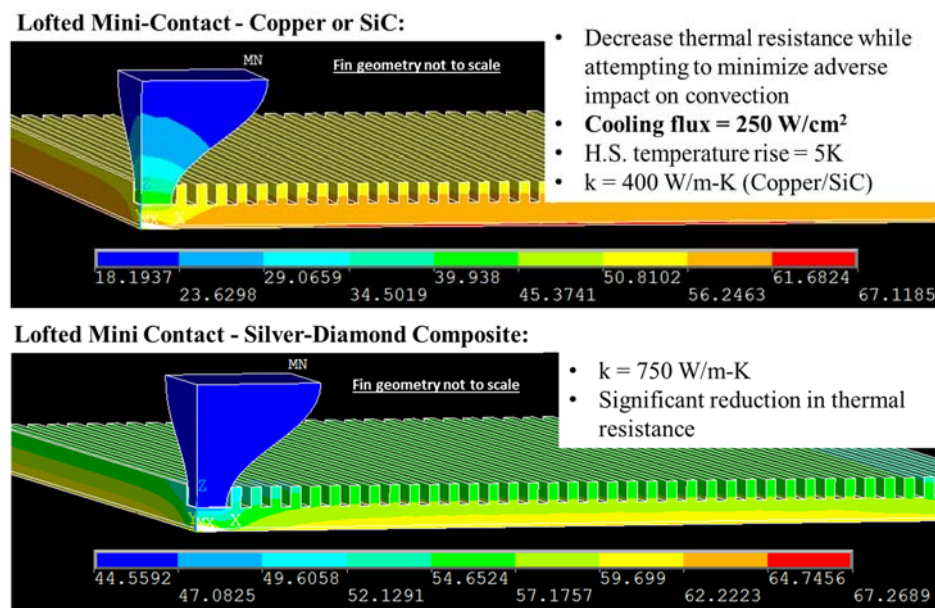 Lofted Mini-Contact - Copper or SiC:
MN
Fin geometry not to scale
Z
MX X
18.1937 29.0659 39.938 50.8102 61.6824
23.6298 34.5019 45.3741 56.2463 67.1185
• Decrease thermal resistance while
attempting to minimize adverse
impact on convection
• Cooling flux = 250 W/cm²
• H.S. temperature rise = 5K
• k = 400 W/m-K (Copper/SiC)
Lofted Mini Contact - Silver-Diamond Composite:
MN
Fin geometry not to scale
Z
Y MX X
44.5592 49.6058 54.6524 59.699 64.7456
47.0825 52.1291 57.1757 62.2223 67.2689
• k = 750 W/m-K
• Significant reduction in thermal
resistance